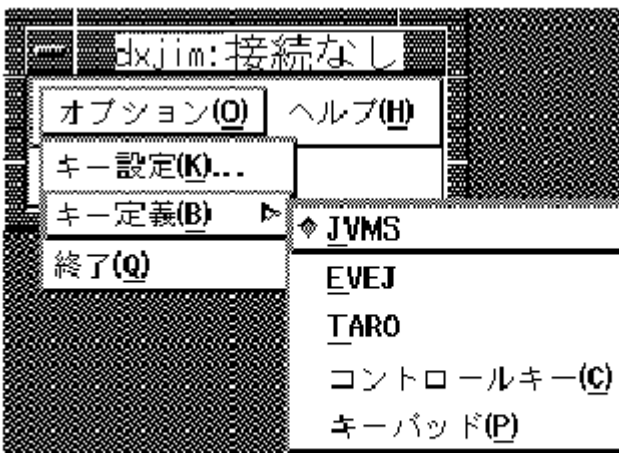 dxjim:接続なし
オプション(O) ヘルプ(H)
キー設定(K)...
キー定義(B)
終了(Q)
JVMS
EVEJ
TARO
コントロールキー(C)
キーパッド(P)